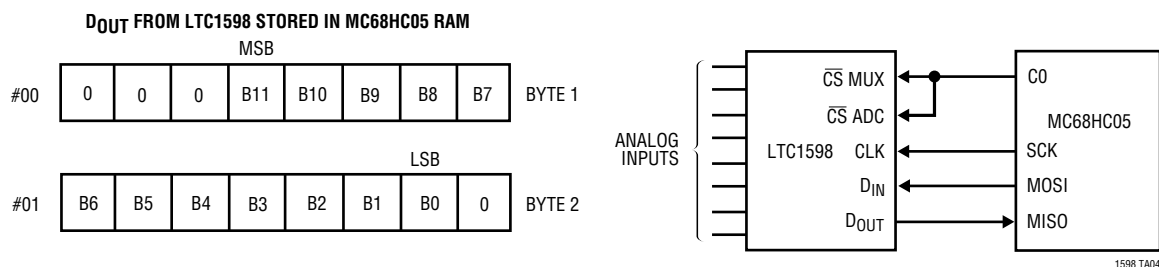 DOUT FROM LTC1598 STORED IN MC68HC05 RAM
MSB
#00 0 0 0 B11 B10 B9 B8 B7 BYTE 1
LSB
#01 B6 B5 B4 B3 B2 B1 B0 0 BYTE 2
ANALOG
INPUTS
LTC1598
CS MUX
CS ADC
CLK
DIN
DOUT
C0
MC68HC05
SCK
MOSI
MISO
1598 TA04